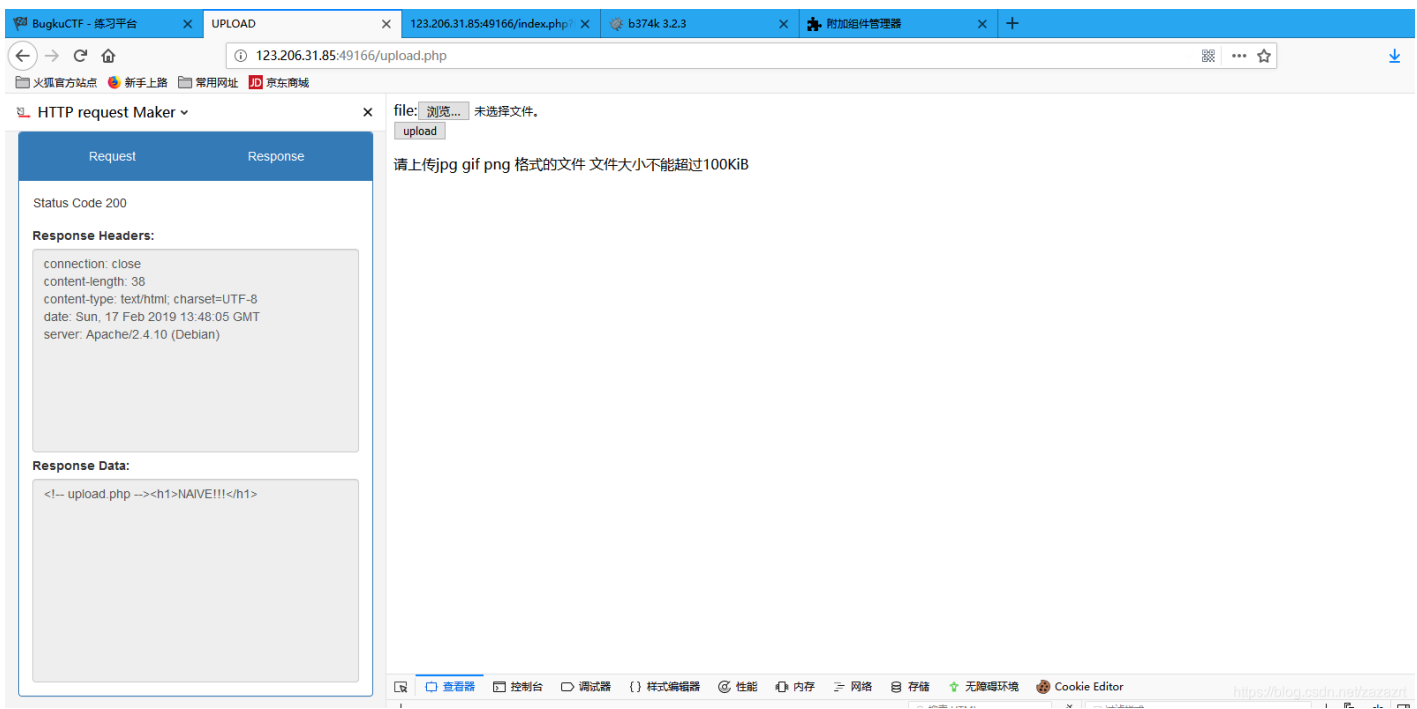 BugkuCTF - 练习平台
UPLOAD
123.206.31.85:49166/index.php?
b374k 3.2.3
附加组件管理器
123.206.31.85:49166/upload.php
火狐官方站点 新手上路 常用网址 JD 京东商城
HTTP request Maker
Request Response
Status Code 200
Response Headers:
connection: close
content-length: 38
content-type: text/html; charset=UTF-8
date: Sun, 17 Feb 2019 13:48:05 GMT
server: Apache/2.4.10 (Debian)
Response Data:
<!-- upload.php --><h1>NAIVE!!!</h1>
file: 浏览... 未选择文件。
upload
请上传jpg gif png 格式的文件 文件大小不能超过100KiB
查看器 控制台 调试器 {} 样式编辑器 性能 内存 网络 存储 无障碍环境 Cookie Editor
https://blog.csdn.net/zazazrt